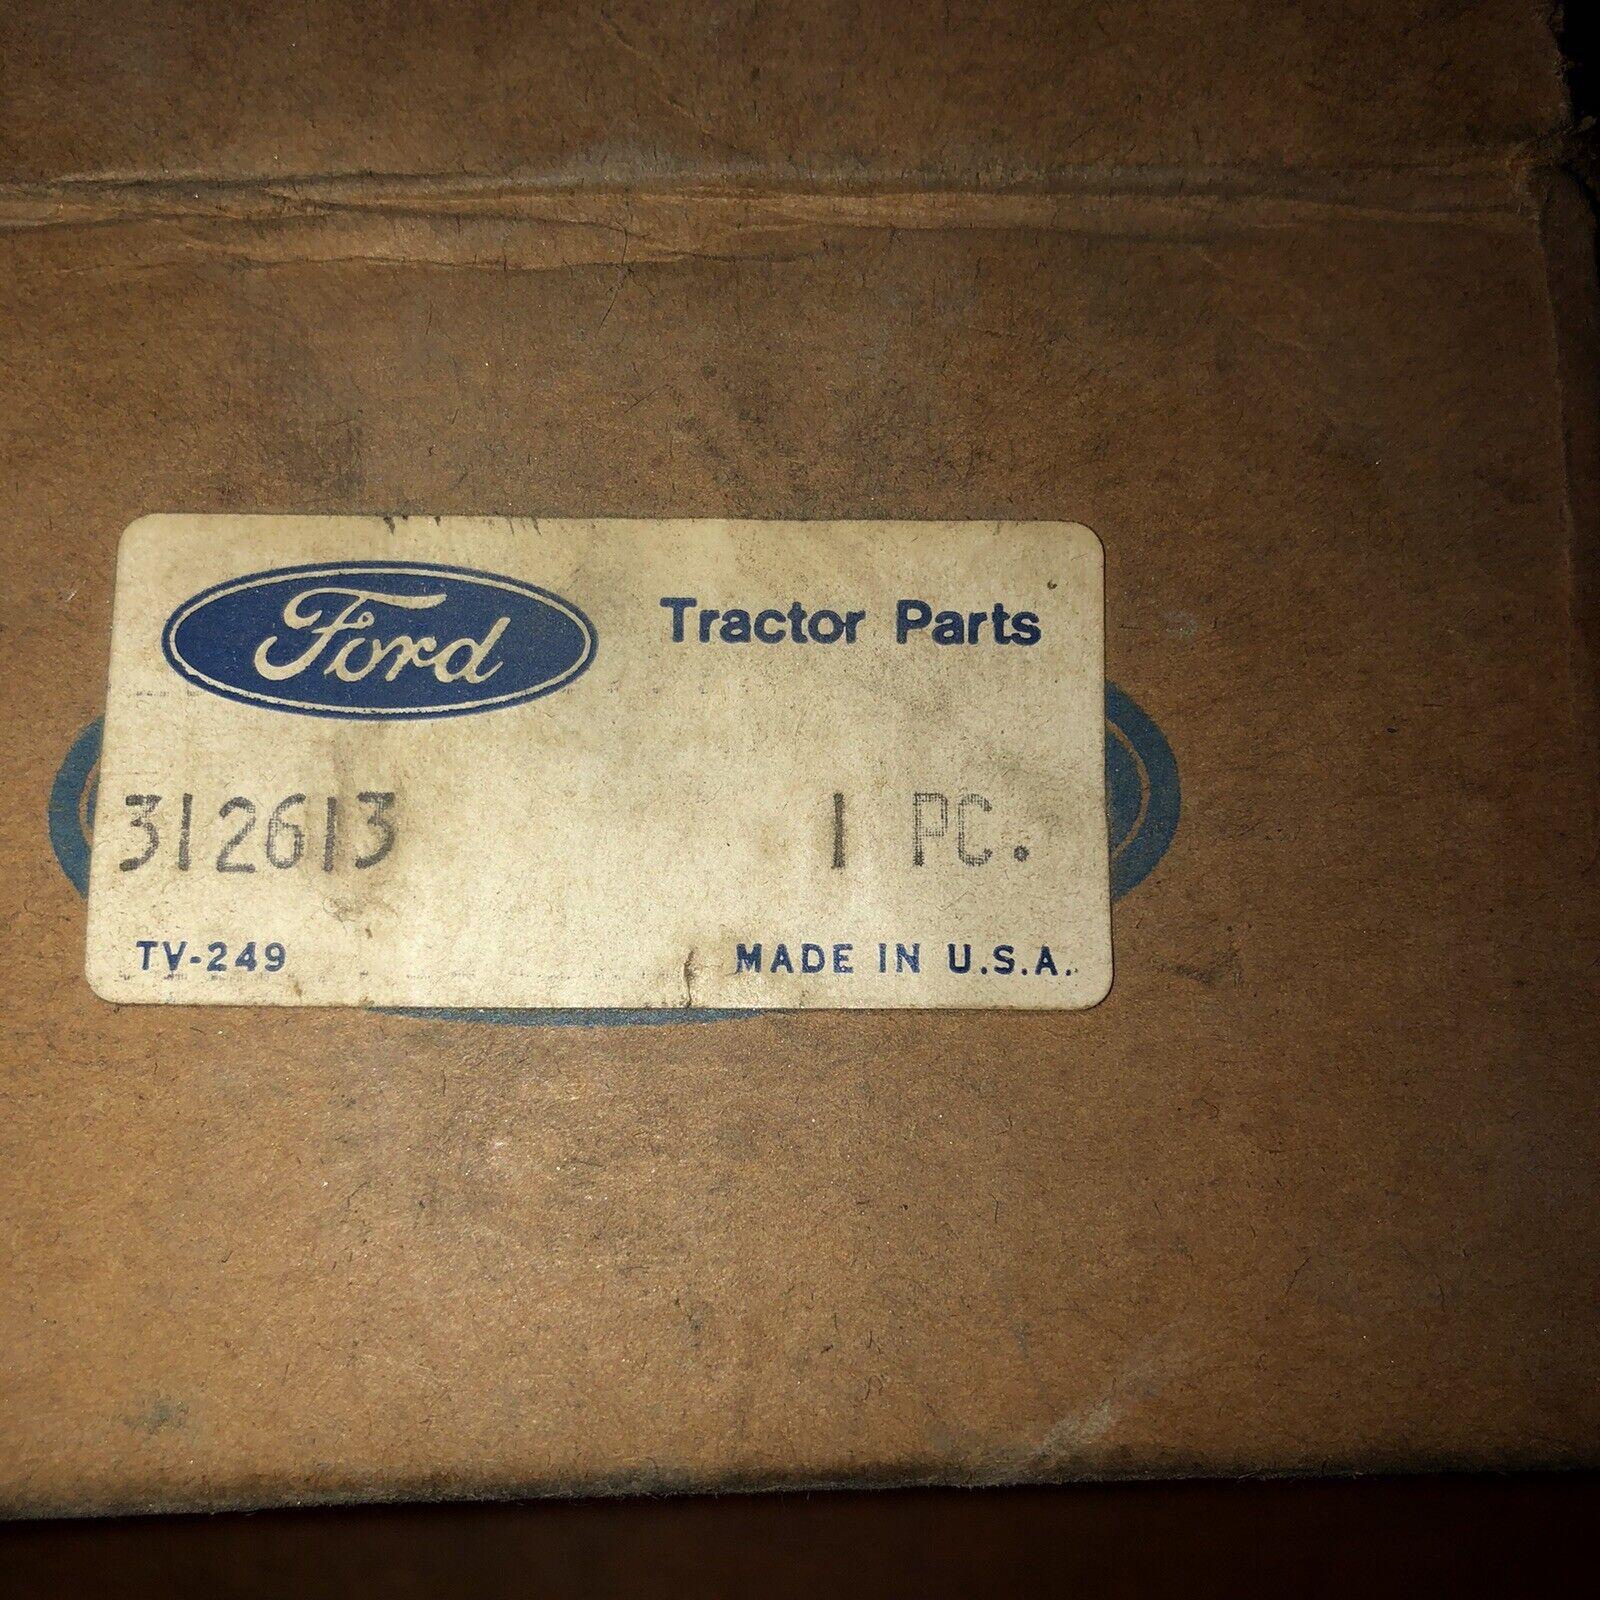 Ford Tractor Parts
312613 1 PC.
TV-249 MADE IN U.S.A.